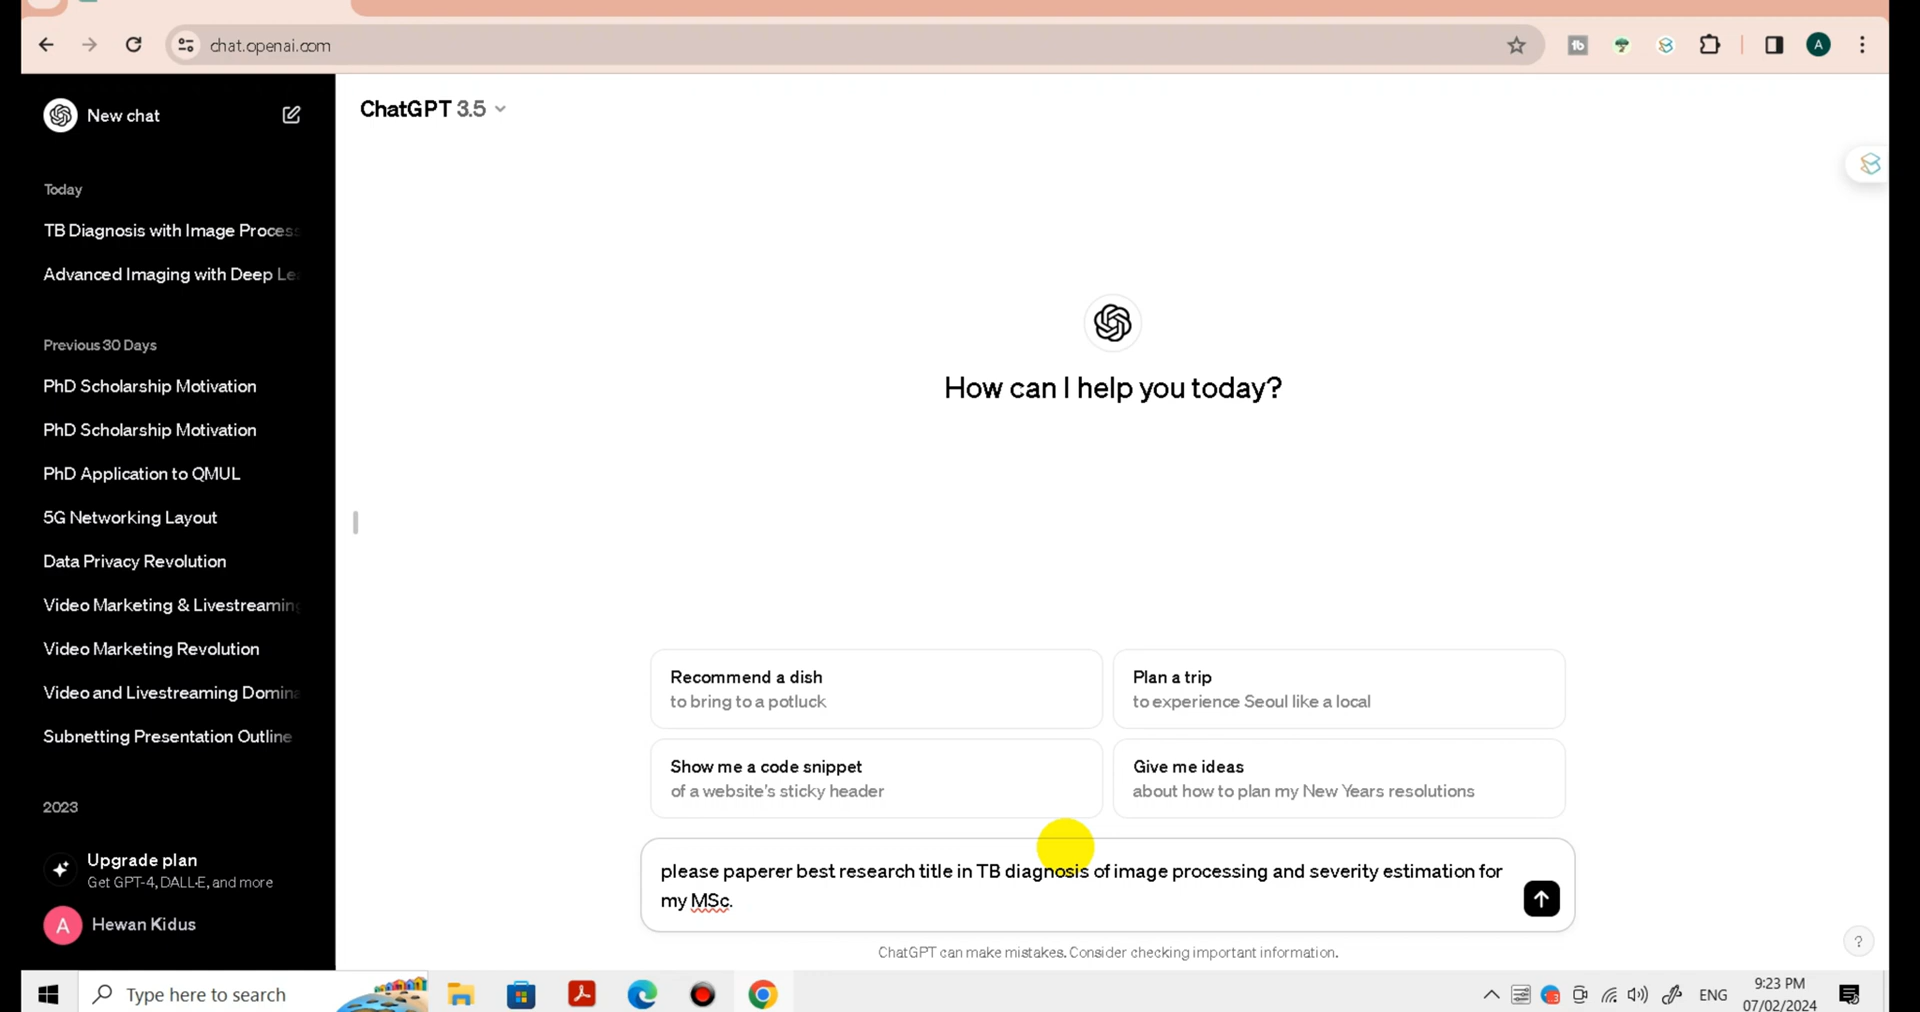 chat.openai.com
A
New chat
ChatGPT 3.5
Today
TB Diagnosis with Image Process
Advanced Imaging with Deep Le
Previous 30 Days
PhD Scholarship Motivation
PhD Scholarship Motivation
PhD Application to QMUL
5G Networking Layout
Data Privacy Revolution
Video Marketing & Livestreaming
Video Marketing Revolution
Video and Livestreaming Domina
Subnetting Presentation Outline
2023
Upgrade plan
Get GPT-4, DALL·E, and more
A
Hewan Kidus
How can I help you today?
Recommend a dish
to bring to a potluck
Plan a trip
to experience Seoul like a local
Show me a code snippet
of a website's sticky header
Give me ideas
about how to plan my New Years resolutions
please paperer best research title in TB diagnosis of image processing and severity estimation for
my MSc.
ChatGPT can make mistakes. Consider checking important information.
?
Type here to search
ENG
9:23 PM
07/02/2024